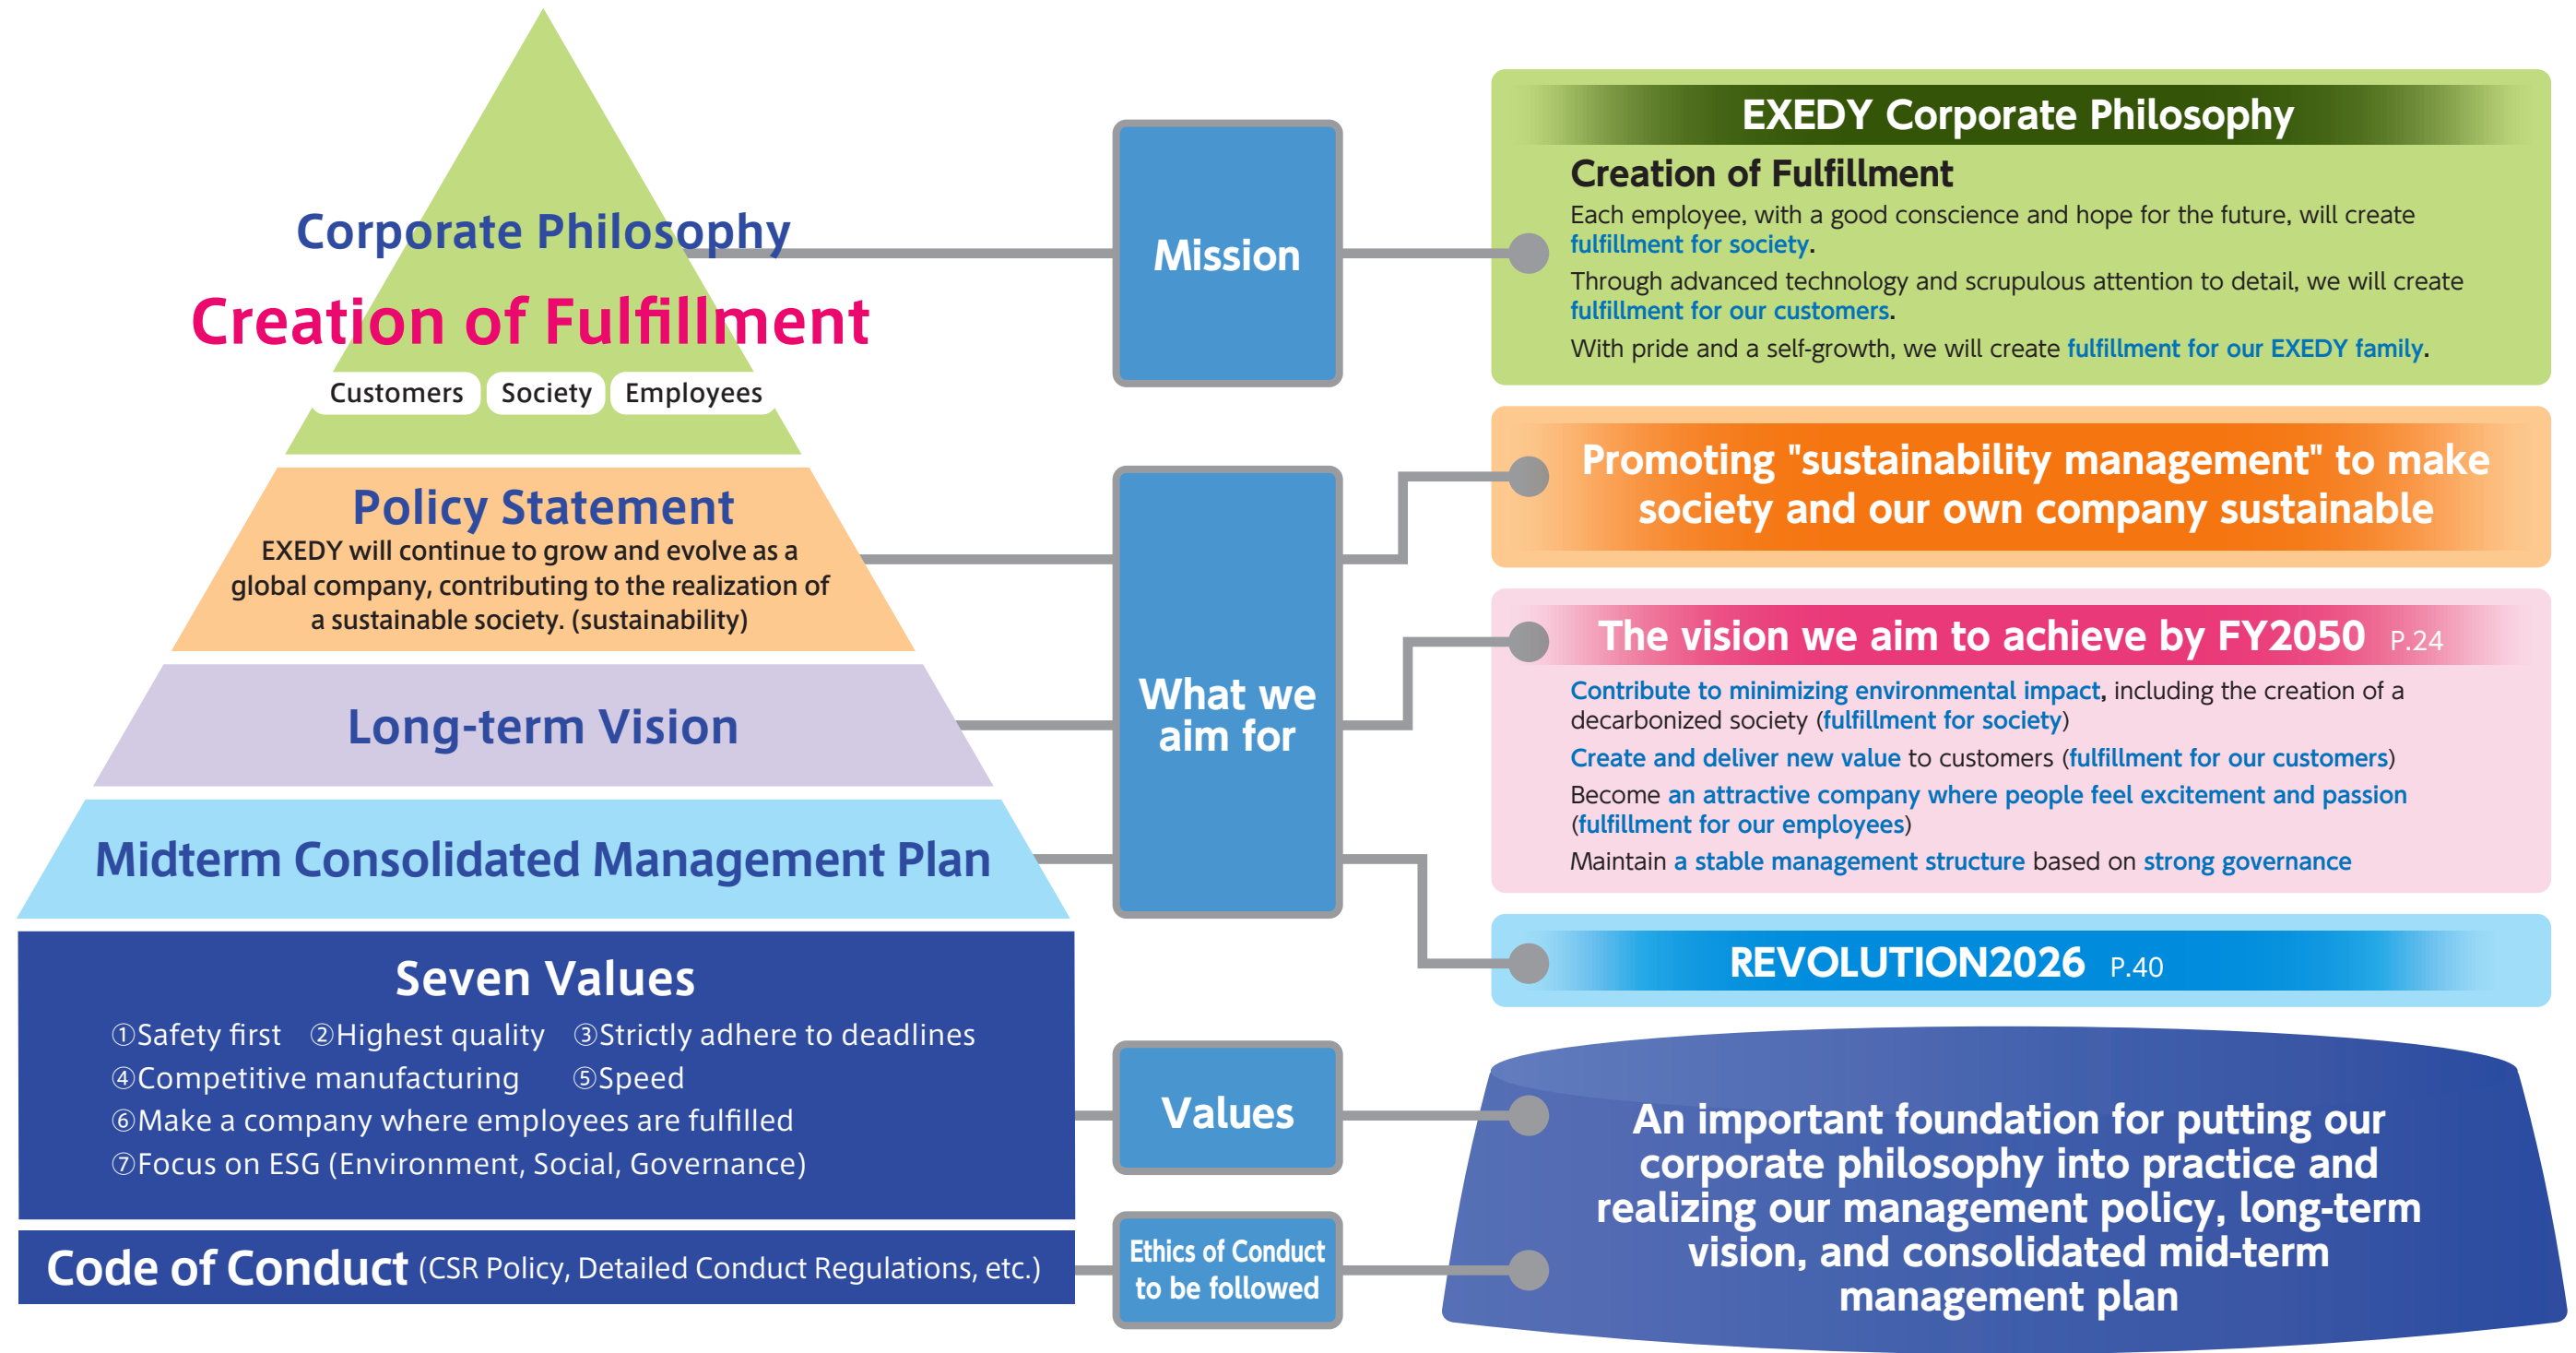 Corporate Philosophy
Creation of Fulfillment
Customers Society Employees
Policy Statement
EXEDY will continue to grow and evolve as a
global company, contributing to the realization of
a sustainable society. (sustainability)
Long-term Vision
Midterm Consolidated Management Plan
Seven Values
①Safety first ②Highest quality ③Strictly adhere to deadlines
④Competitive manufacturing ⑤Speed
⑥Make a company where employees are fulfilled
⑦Focus on ESG (Environment, Social, Governance)
Code of Conduct (CSR Policy, Detailed Conduct Regulations, etc.)
Mission
What we
aim for
Values
Ethics of Conduct
to be followed
EXEDY Corporate Philosophy
Creation of Fulfillment
Each employee, with a good conscience and hope for the future, will create
fulfillment for society.
Through advanced technology and scrupulous attention to detail, we will create
fulfillment for our customers.
With pride and a self-growth, we will create fulfillment for our EXEDY family.
Promoting "sustainability management" to make
society and our own company sustainable
The vision we aim to achieve by FY2050 P.24
Contribute to minimizing environmental impact, including the creation of a
decarbonized society (fulfillment for society)
Create and deliver new value to customers (fulfillment for our customers)
Become an attractive company where people feel excitement and passion
(fulfillment for our employees)
Maintain a stable management structure based on strong governance
REVOLUTION2026 P.40
An important foundation for putting our
corporate philosophy into practice and
realizing our management policy, long-term
vision, and consolidated mid-term
management plan